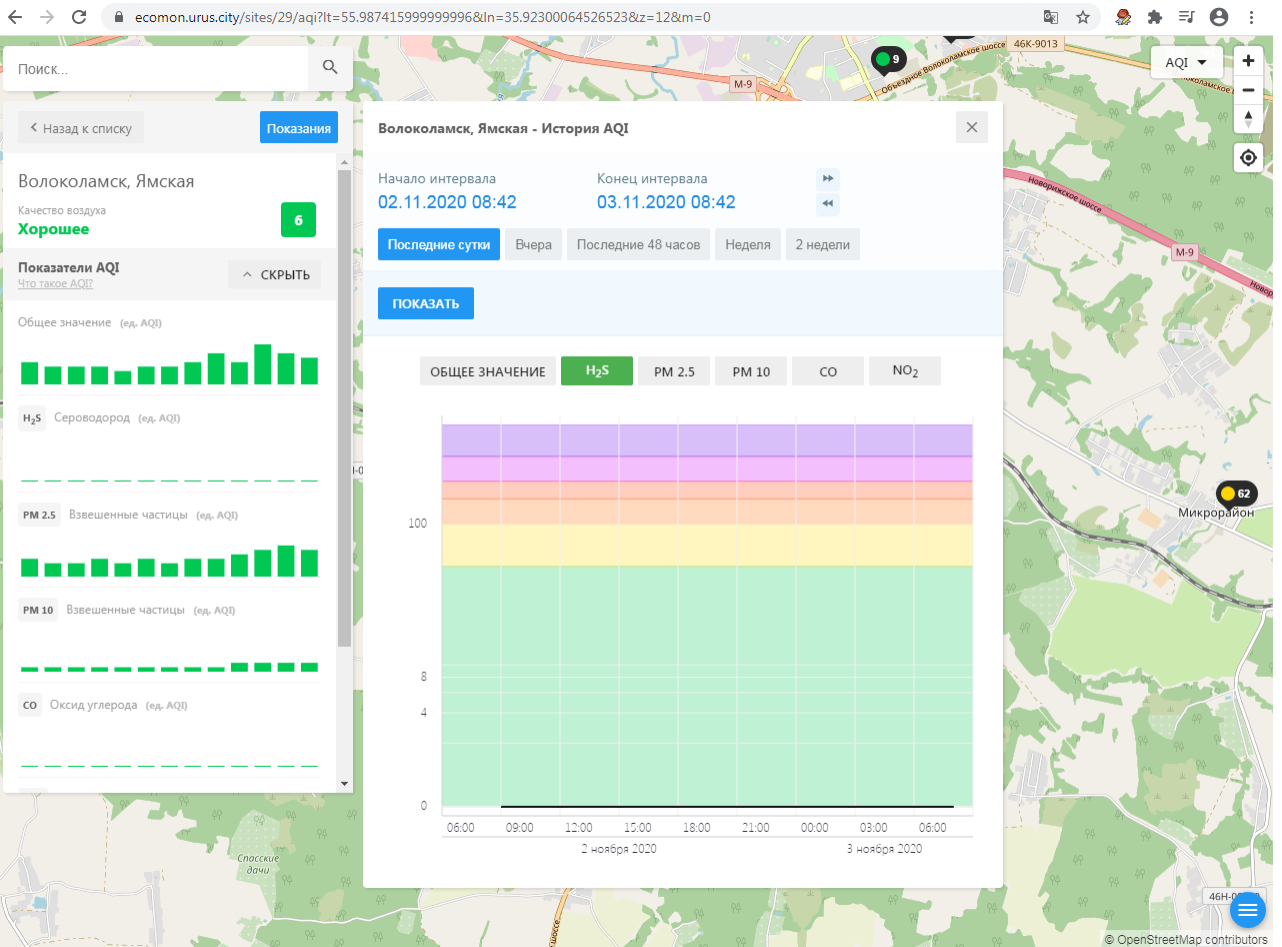 ecomon.urus.city/sites/29/aqi?lt=55.987415999999996&ln=35.92300064526523&z=12&m=0
Поиск...
М-9
9
Объездное Волоколамское шоссе
46К-9013
AQI
Назад к списку
Показания
Волоколамск, Ямская
Качество воздуха
Хорошее
6
Показатели AQI
Что такое AQI?
СКРЫТЬ
Общее значение (ед. AQI)
H2S Сероводород (ед. AQI)
PM 2.5 Взвешенные частицы (ед. AQI)
PM 10 Взвешенные частицы (ед. AQI)
CO Оксид углерода (ед. AQI)
Волоколамск, Ямская - История AQI
Начало интервала
02.11.2020 08:42
Конец интервала
03.11.2020 08:42
Последние сутки
Вчера
Последние 48 часов
Неделя
2 недели
ПОКАЗАТЬ
ОБЩЕЕ ЗНАЧЕНИЕ
H2S
PM 2.5
PM 10
CO
NO2
100
8
4
0
06:00 09:00 12:00 15:00 18:00 21:00 00:00 03:00 06:00
2 ноября 2020
3 ноября 2020
Новорижское шоссе
М-9
62
Микрорайон
Спасские
дачи
© OpenStreetMap contributors